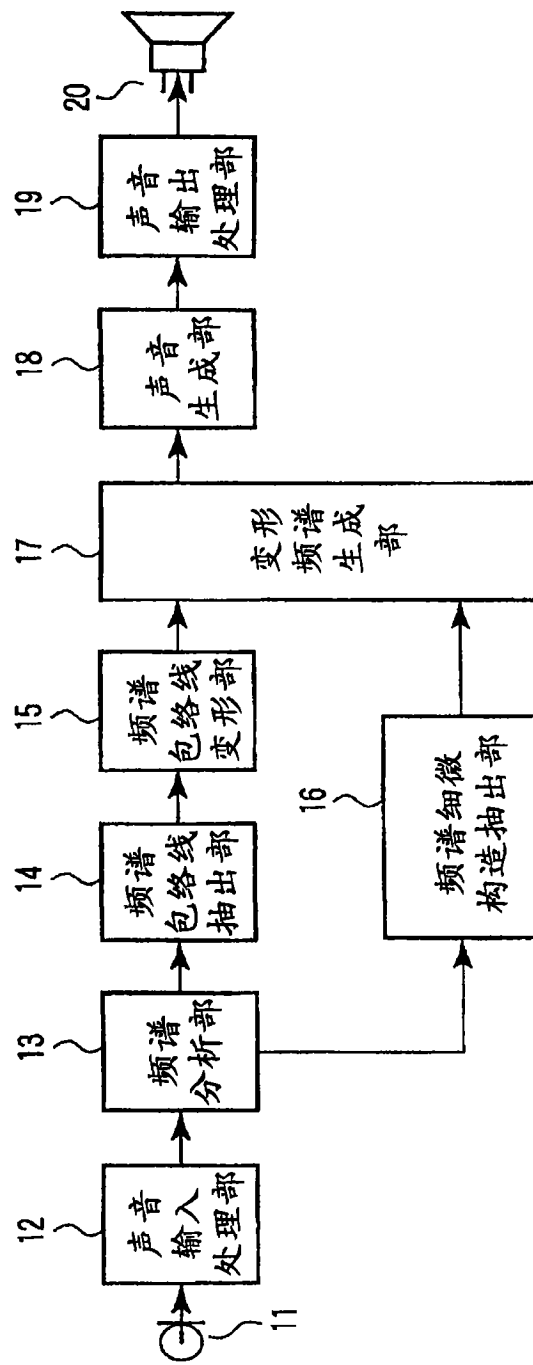 11
12
声音
输入
处理部
13
频谱
分析部
14
频谱
包络线
抽出部
15
频谱
包络线
变形部
16
频谱细微
构造抽出部
17
变形
频谱
生成
部
18
声音
生成部
19
声音
输出
处理部
20